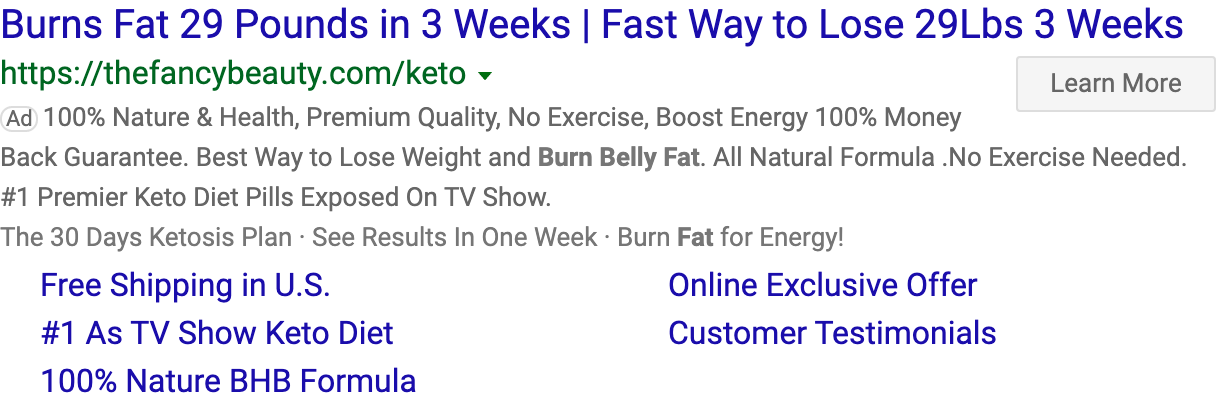 Burns Fat 29 Pounds in 3 Weeks | Fast Way to Lose 29Lbs 3 Weeks
https://thefancybeauty.com/keto
Learn More
Ad 100% Nature & Health, Premium Quality, No Exercise, Boost Energy 100% Money
Back Guarantee. Best Way to Lose Weight and Burn Belly Fat. All Natural Formula .No Exercise Needed.
#1 Premier Keto Diet Pills Exposed On TV Show.
The 30 Days Ketosis Plan · See Results In One Week · Burn Fat for Energy!
Free Shipping in U.S.
Online Exclusive Offer
#1 As TV Show Keto Diet
Customer Testimonials
100% Nature BHB Formula